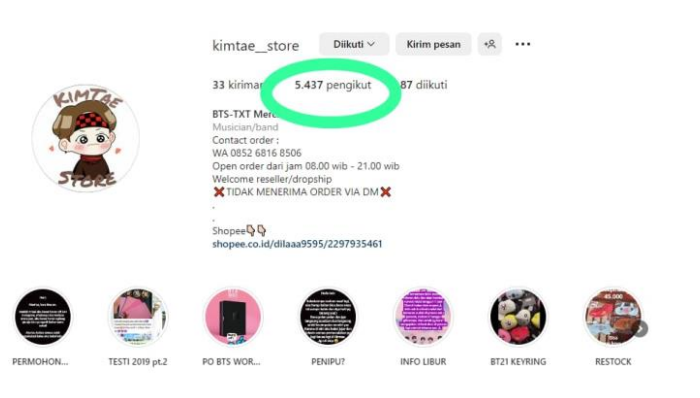 kimtae__store Diikuti Kirim pesan
33 kiriman 5.437 pengikut 87 diikuti
BTS-TXT Merc
Musician/band
Contact order :
WA 0852 6816 8506
Open order dari jam 08.00 wib - 21.00 wib
Welcome reseller/dropship
❌TIDAK MENERIMA ORDER VIA DM❌
.
.
Shopee👇👇
shopee.co.id/dilaaa9595/2297935461
KIMTAE
STORE
45.000
PERMOHON... TESTI 2019 pt.2 PO BTS WOR... PENIPU? INFO LIBUR BT21 KEYRING RESTOCK